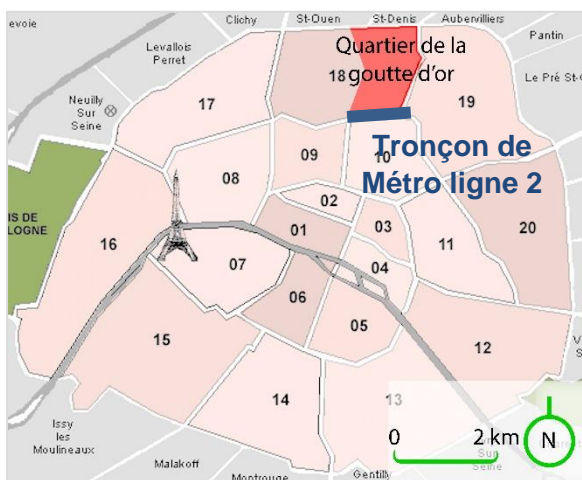 evoie
Clichy
St-Ouen
St-Denis
Aubervilliers
Pantin
Levallois
Perret
Quartier de la
goutte d'or
Le Pré St-G
Neuilly
Sur
Seine
17
18
19
09
10
Tronçon de
Métro ligne 2
08
02
IS DE
LOGNE
16
01
03
11
20
07
04
06
05
15
12
14
13
Issy
les
Moulineaux
Malakoff
Montrouge
Gentilly
0
2 km
N
Sur
Seine